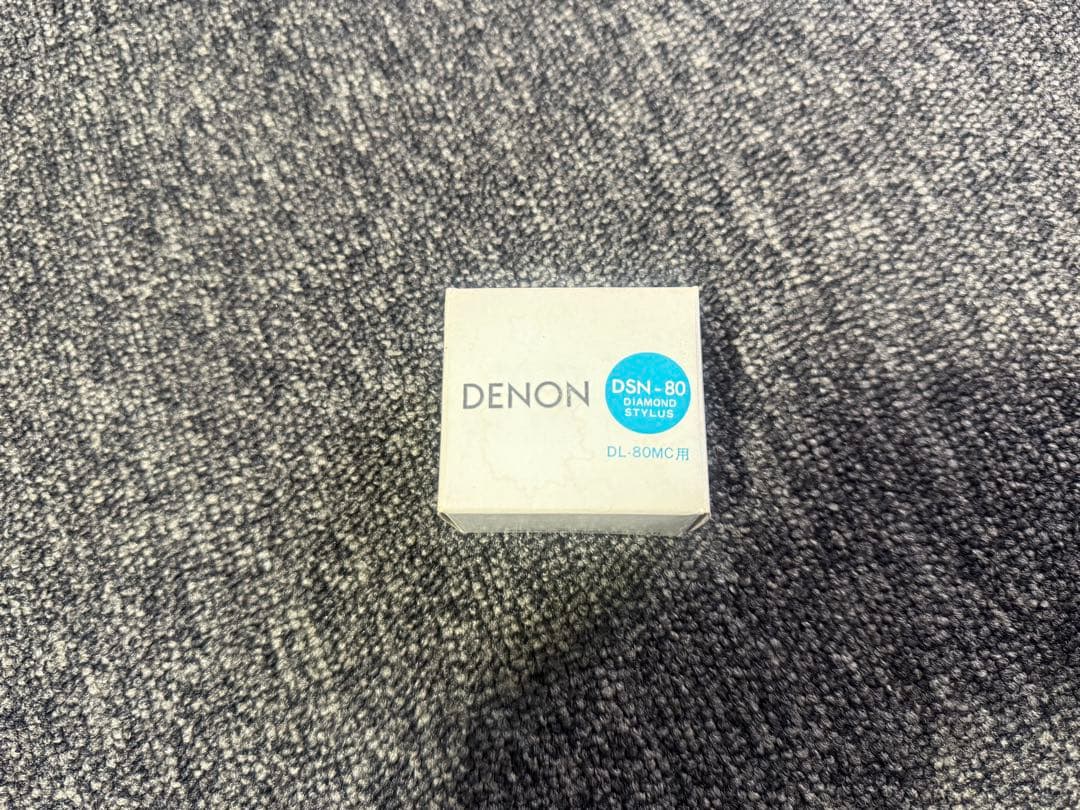 DENON
DSN-80
DIAMOND
STYLUS
DL-80MC用